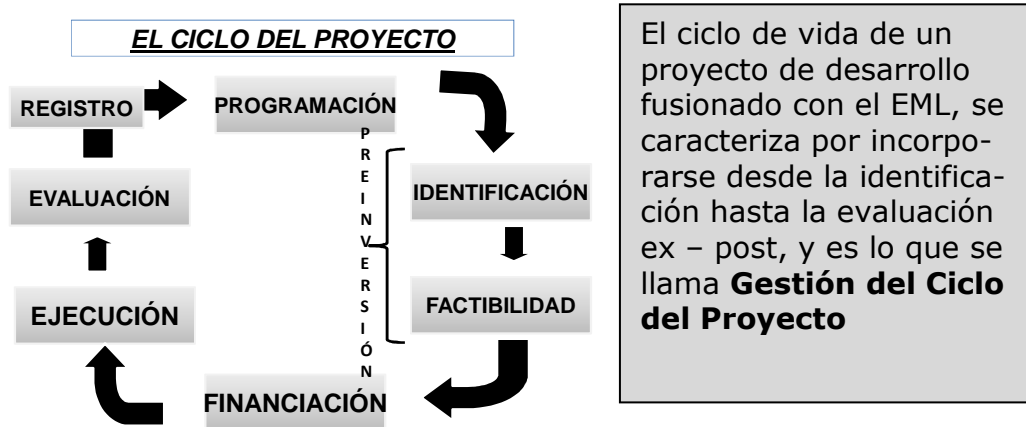 EL CICLO DEL PROYECTO
REGISTRO
PROGRAMACIÓN
PREINVERSIÓN
IDENTIFICACIÓN
EVALUACIÓN
FACTIBILIDAD
EJECUCIÓN
FINANCIACIÓN
El ciclo de vida de un
proyecto de desarrollo
fusionado con el EML, se
caracteriza por incorpo-
rarse desde la identifica-
ción hasta la evaluación
ex – post, y es lo que se
llama Gestión del Ciclo
del Proyecto